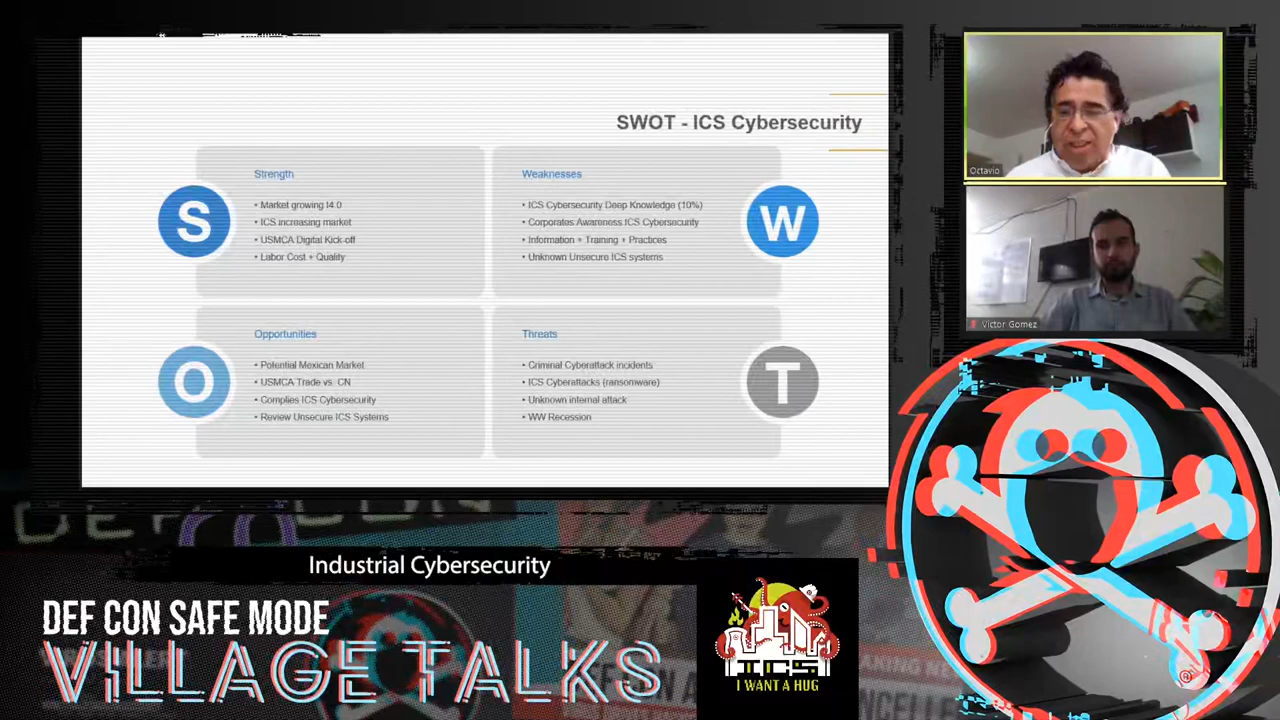 SWOT - ICS Cybersecurity
S
Strength
• Market growing I4.0
• ICS increasing market
• USMCA Digital Kick-off
• Labor Cost + Quality
Weaknesses
• ICS Cybersecurity Deep Knowledge (10%)
• Corporates Awareness ICS Cybersecurity
• Information + Training + Practices
• Unknown Unsecure ICS systems
W
O
Opportunities
• Potential Mexican Market
• USMCA Trade vs. CN
• Complies ICS Cybersecurity
• Review Unsecure ICS Systems
Threats
• Criminal Cyberattack incidents
• ICS Cyberattacks (ransomware)
• Unknown internal attack
• WW Recession
T
Octavio
Victor Gomez
Industrial Cybersecurity
DEF CON SAFE MODE
VILLAGE TALKS
ICS
I WANT A HUG